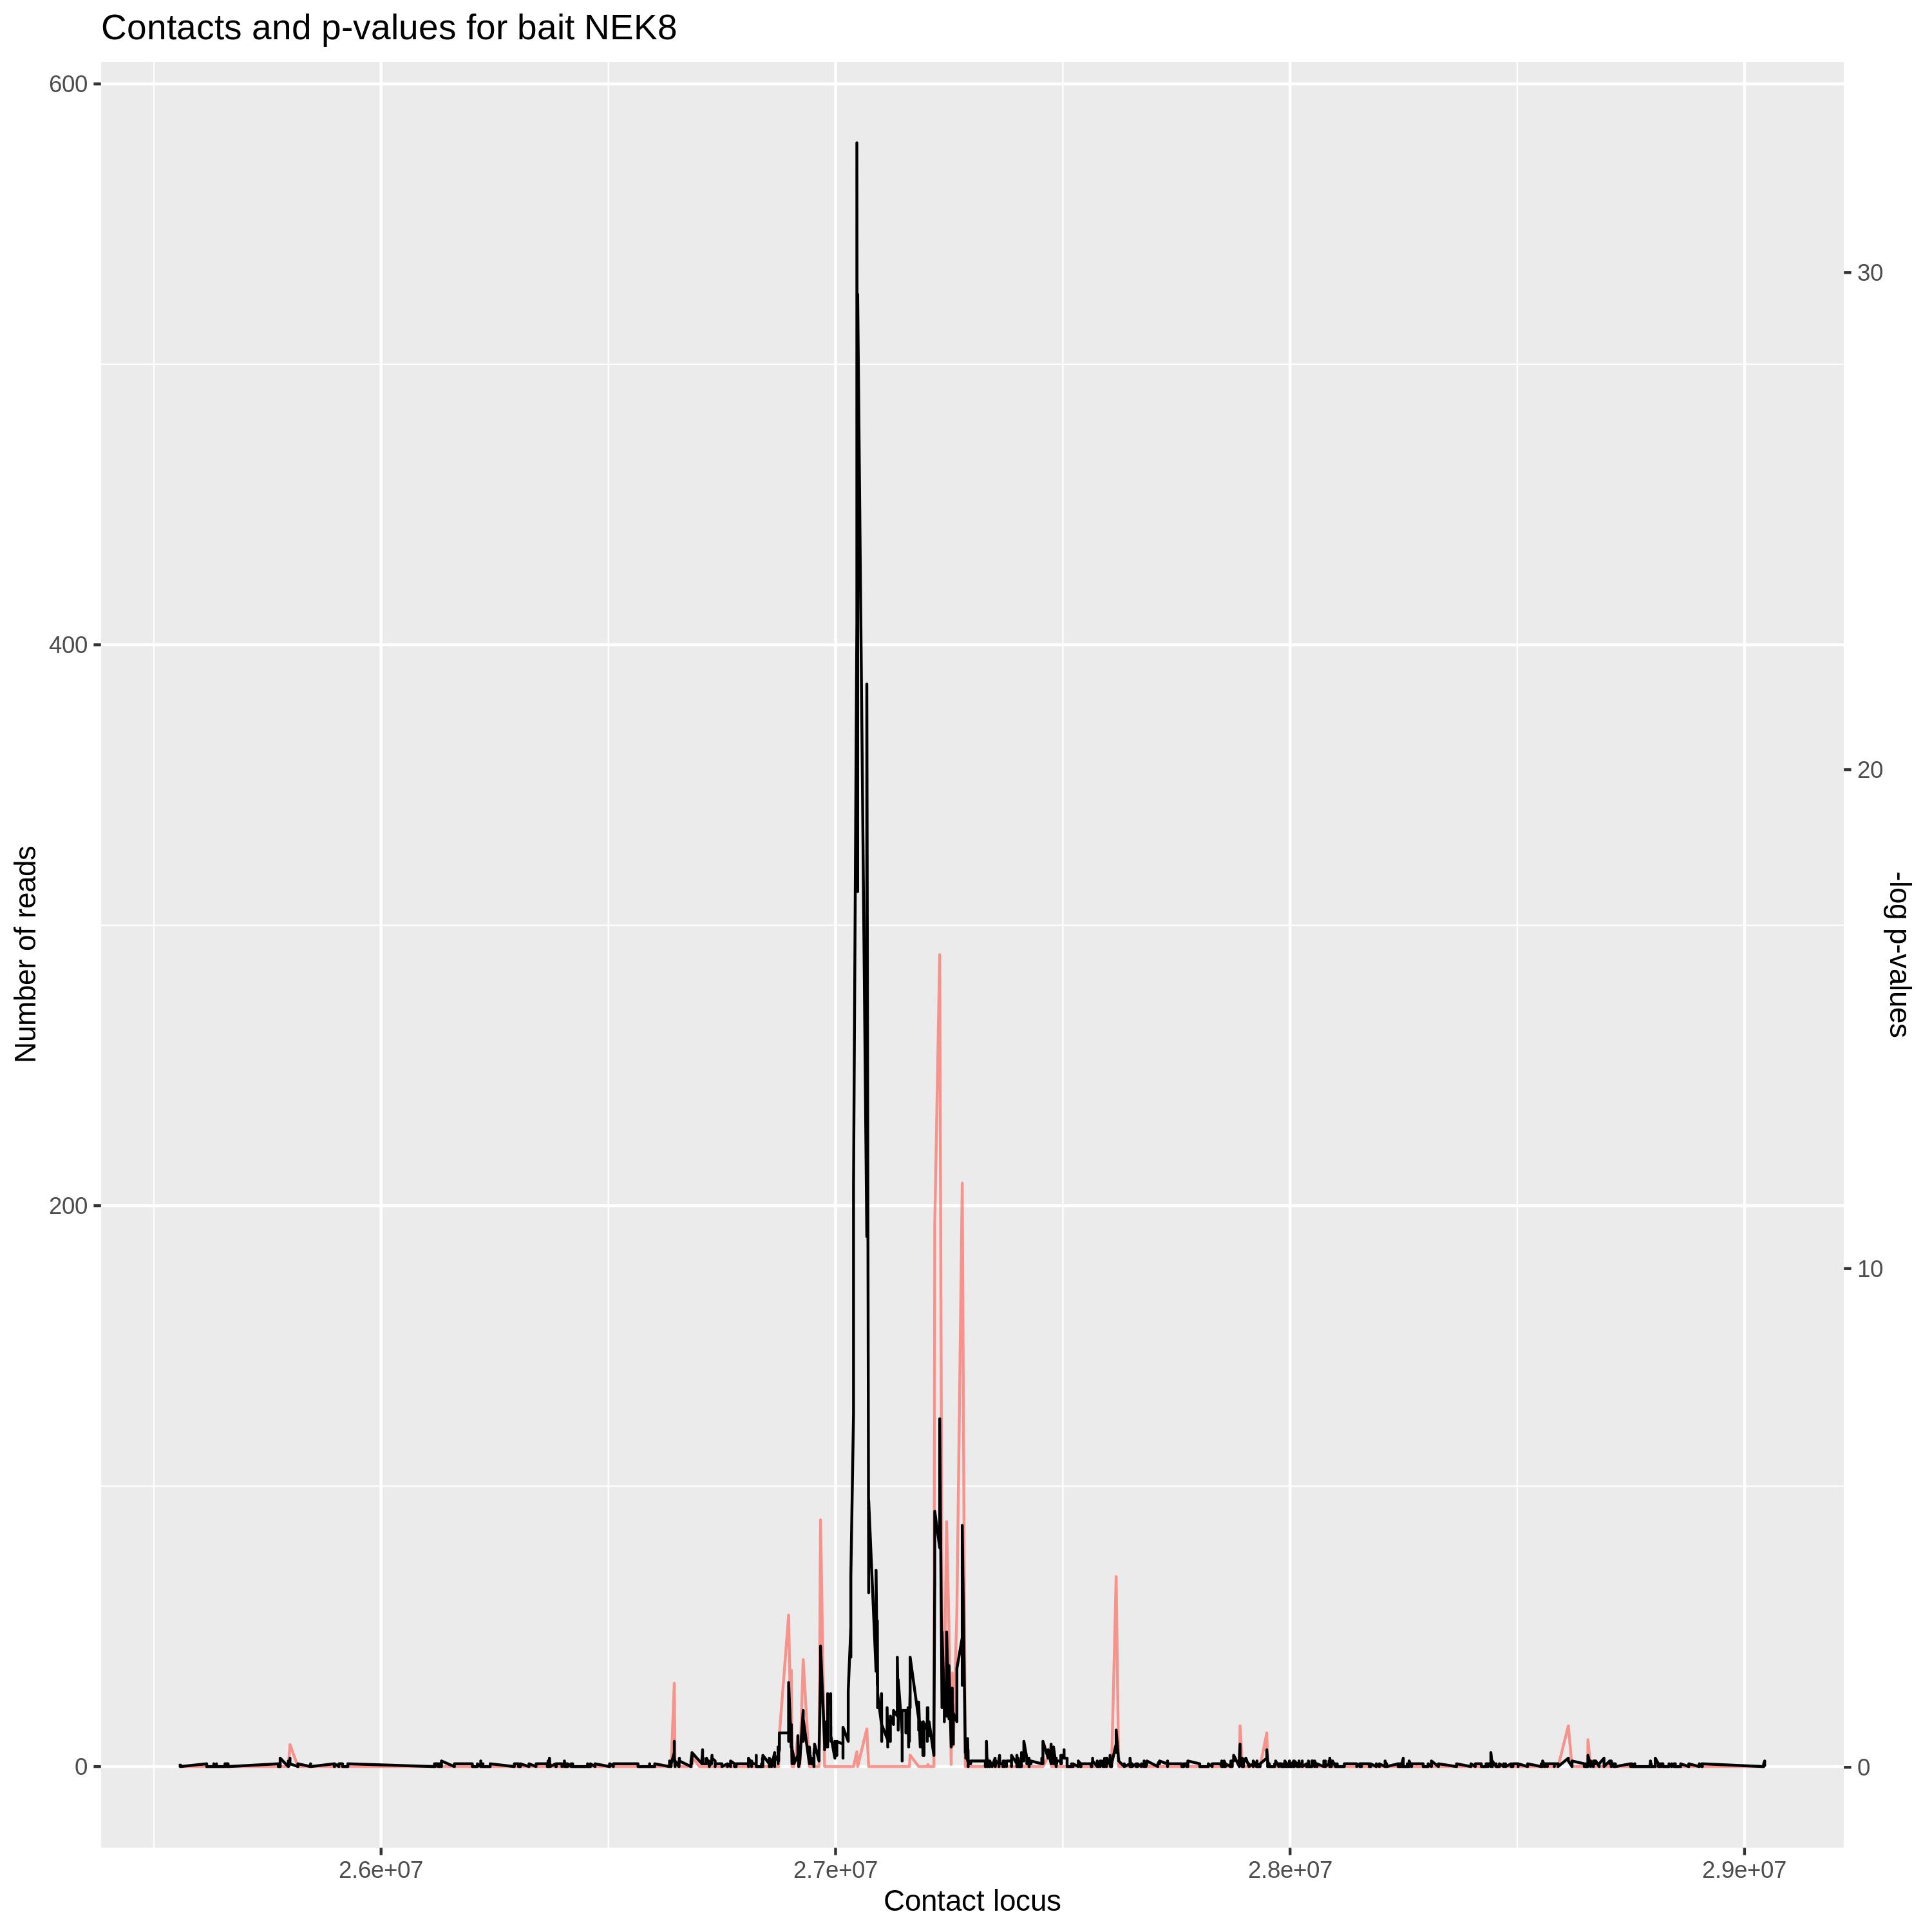 Contacts and p-values for bait NEK8
600
400
200
0
Number of reads
30
20
10
0
-log p-values
2.6e+07
2.7e+07
2.8e+07
2.9e+07
Contact locus